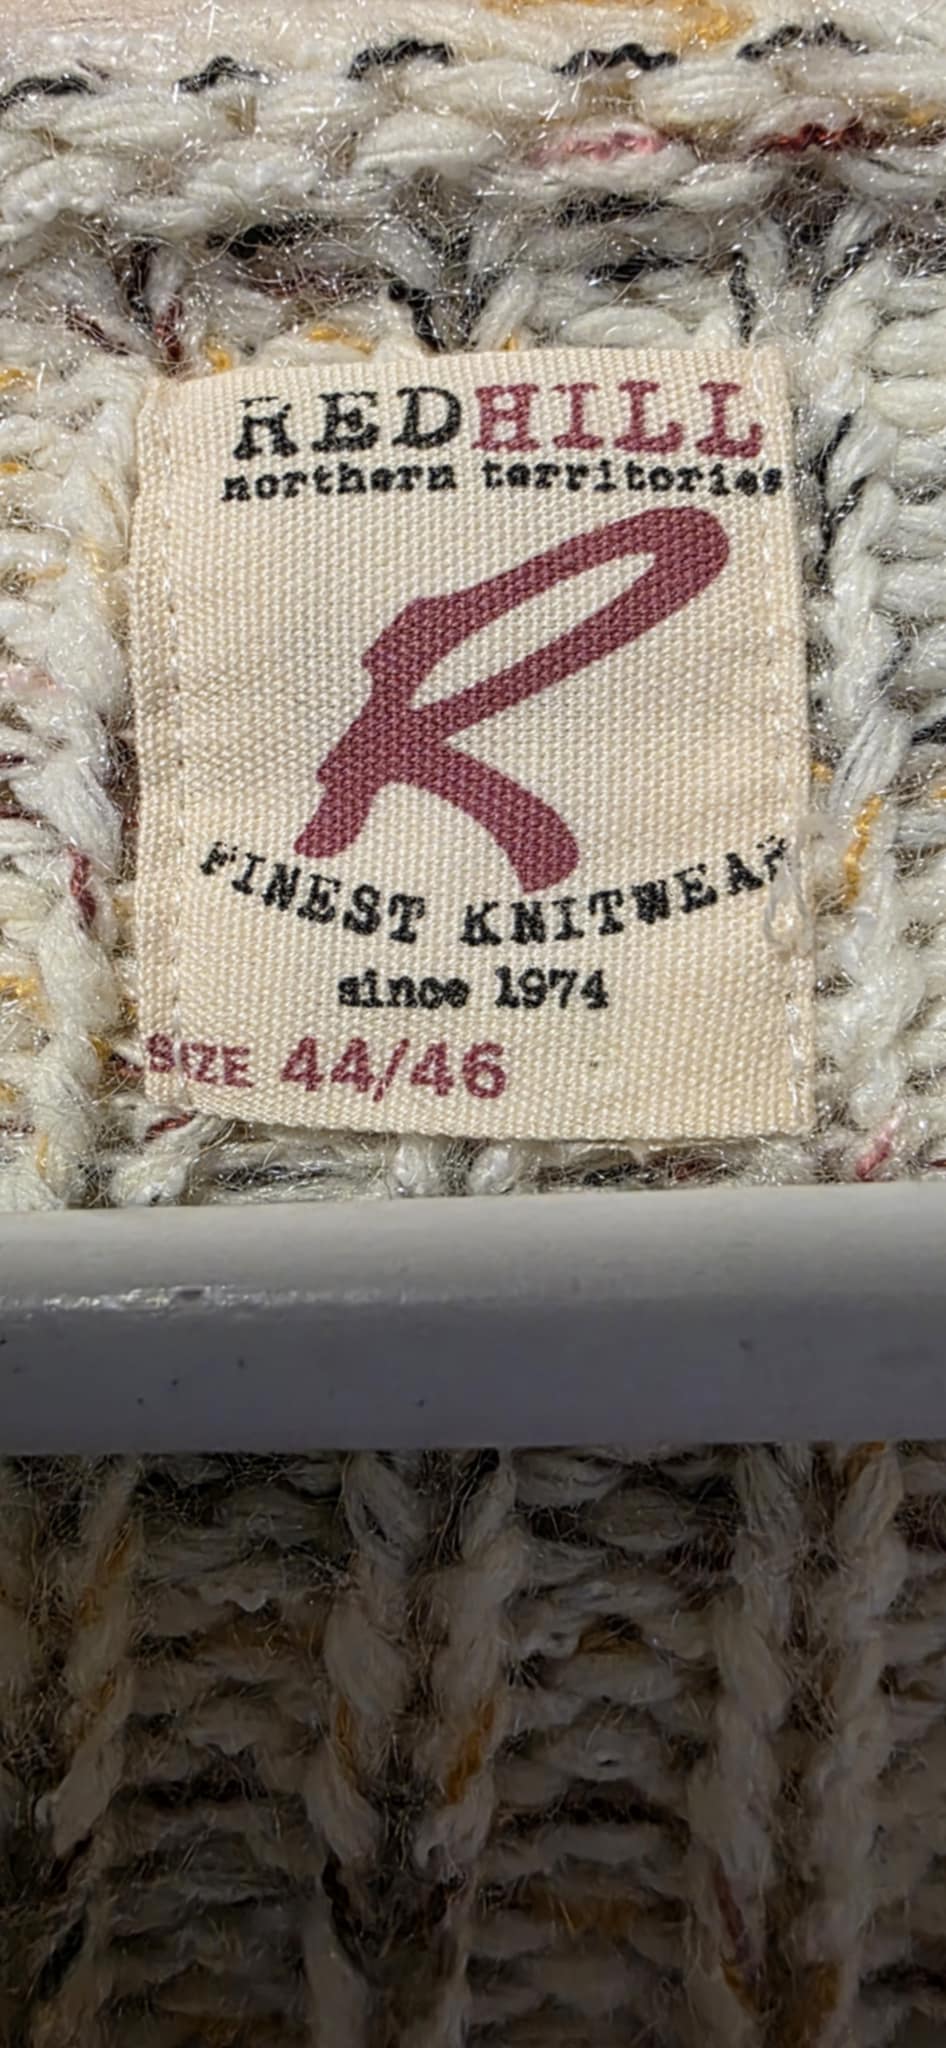 REDHILL
northern territories
R
FINEST KNITWEAR
since 1974
SIZE 44/46